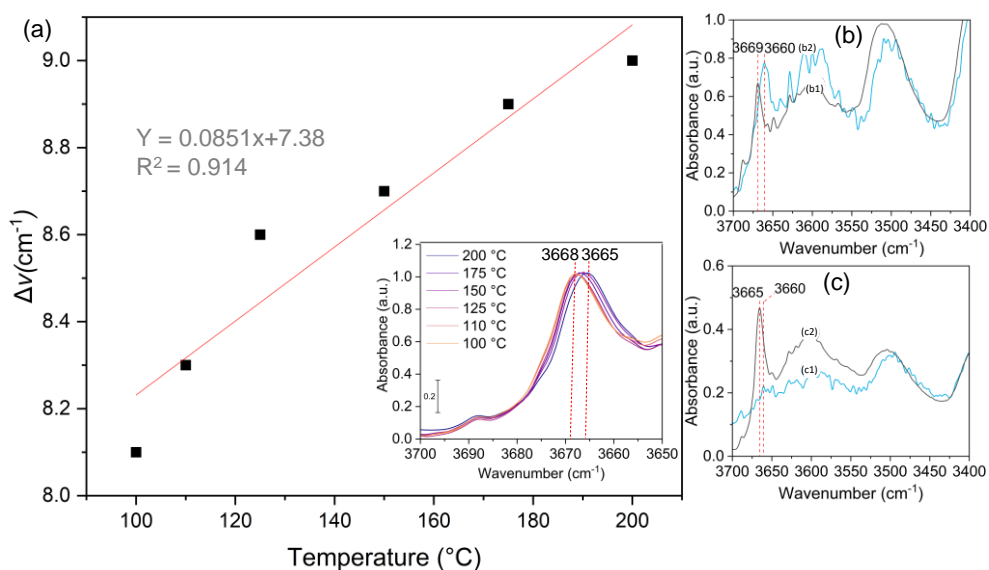 (a)
9.0
8.8
8.6
8.4
8.2
8.0
Δν(cm⁻¹)
Y = 0.0851x+7.38
R² = 0.914
100
120
140
160
180
200
Temperature (°C)
1.2
1.0
0.8
0.6
0.4
0.2
0.0
Absorbance (a.u.)
200 °C
175 °C
150 °C
125 °C
110 °C
100 °C
3668
3665
0.2
3700
3690
3680
3670
3660
3650
Wavenumber (cm⁻¹)
(b)
1.0
0.8
0.6
0.4
0.2
0.0
Absorbance (a.u.)
3669
3660
(b2)
(b1)
3700 3650 3600 3550 3500 3450 3400
Wavenumber (cm⁻¹)
(c)
0.6
0.4
0.2
0.0
Absorbance (a.u.)
3665
3660
(c2)
(c1)
3700 3650 3600 3550 3500 3450 3400
Wavenumber (cm⁻¹)